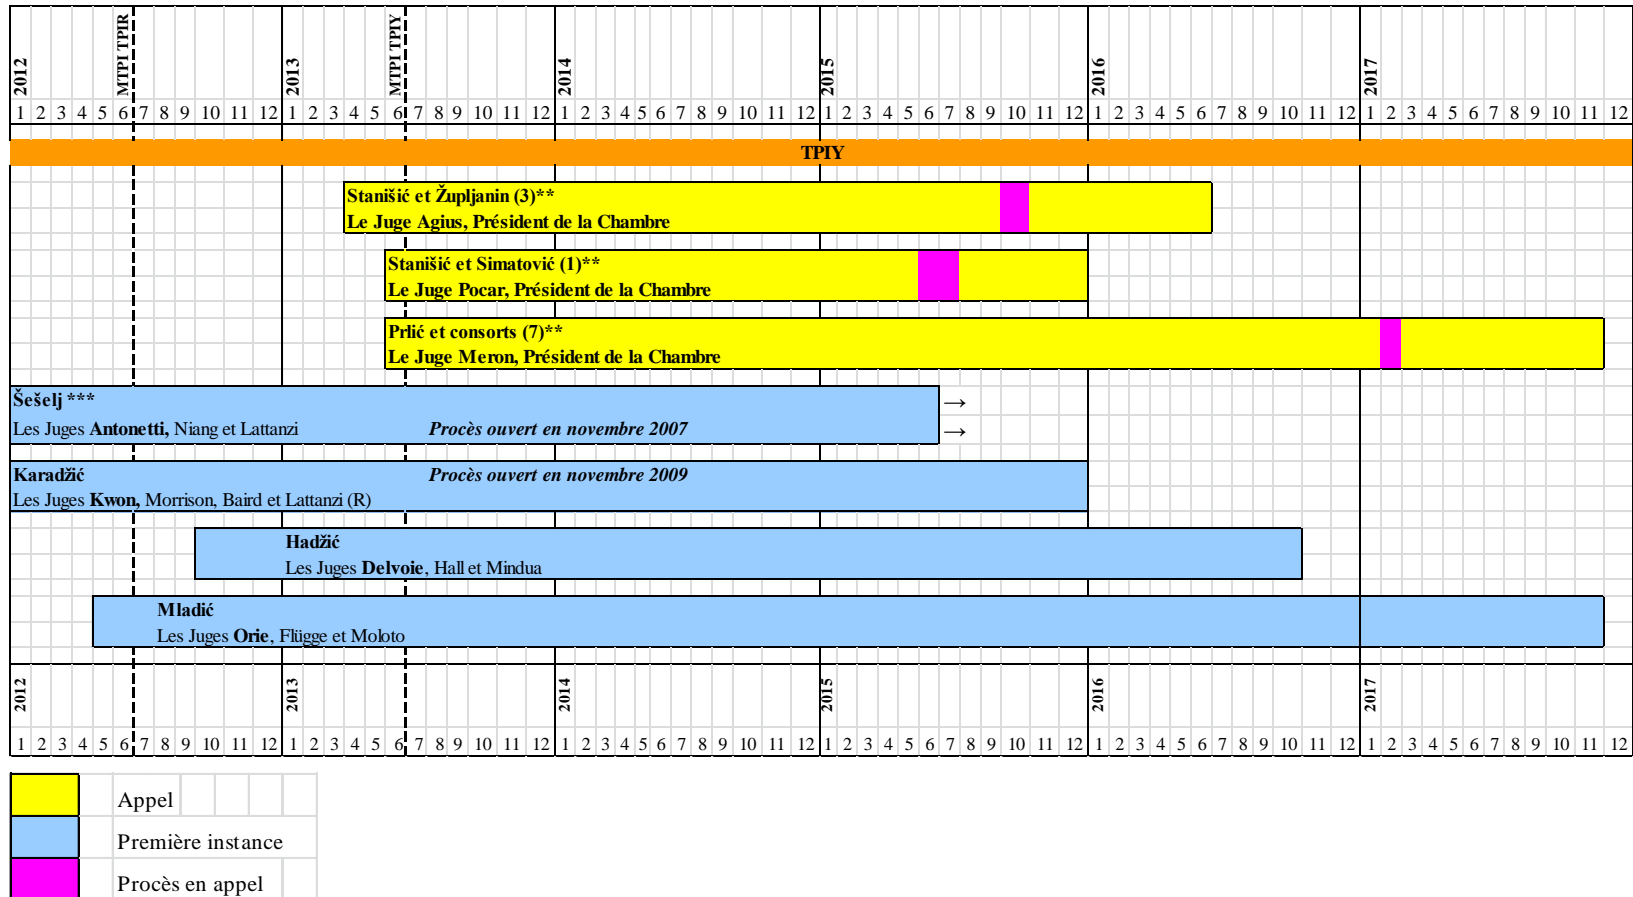 2012 MTPI TPIR 2013 MTPI TPIY 2014 2015 2016 2017
1 2 3 4 5 6 7 8 9 10 11 12 1 2 3 4 5 6 7 8 9 10 11 12 1 2 3 4 5 6 7 8 9 10 11 12 1 2 3 4 5 6 7 8 9 10 11 12 1 2 3 4 5 6 7 8 9 10 11 12 1 2 3 4 5 6 7 8 9 10 11 12
TPIY
Stanišić et Župljanin (3)**
Le Juge Agius, Président de la Chambre
Stanišić et Simatović (1)**
Le Juge Pocar, Président de la Chambre
Prlić et consorts (7)**
Le Juge Meron, Président de la Chambre
Šešelj *** →
Les Juges Antonetti, Niang et Lattanzi Procès ouvert en novembre 2007 →
Karadžić Procès ouvert en novembre 2009
Les Juges Kwon, Morrison, Baird et Lattanzi (R)
Hadžić
Les Juges Delvoie, Hall et Mindua
Mladić
Les Juges Orie, Flügge et Moloto
2012 2013 2014 2015 2016 2017
1 2 3 4 5 6 7 8 9 10 11 12 1 2 3 4 5 6 7 8 9 10 11 12 1 2 3 4 5 6 7 8 9 10 11 12 1 2 3 4 5 6 7 8 9 10 11 12 1 2 3 4 5 6 7 8 9 10 11 12 1 2 3 4 5 6 7 8 9 10 11 12
Appel
Première instance
Procès en appel